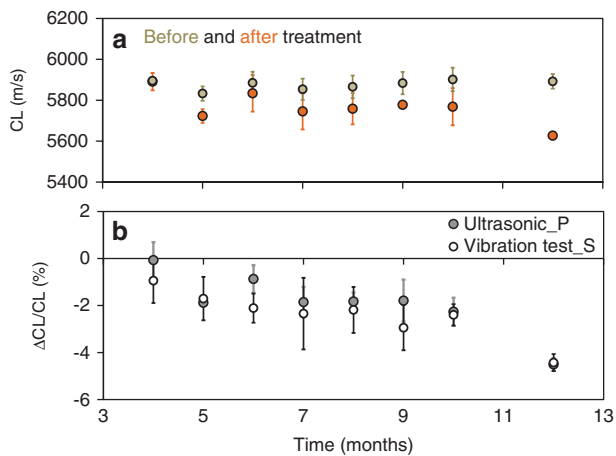 a Before and after treatment
CL (m/s)
6200
6000
5800
5600
5400
b
Ultrasonic_P
Vibration test_S
ΔCL/CL (%)
2
0
-2
-4
-6
3 5 7 9 11 13
Time (months)